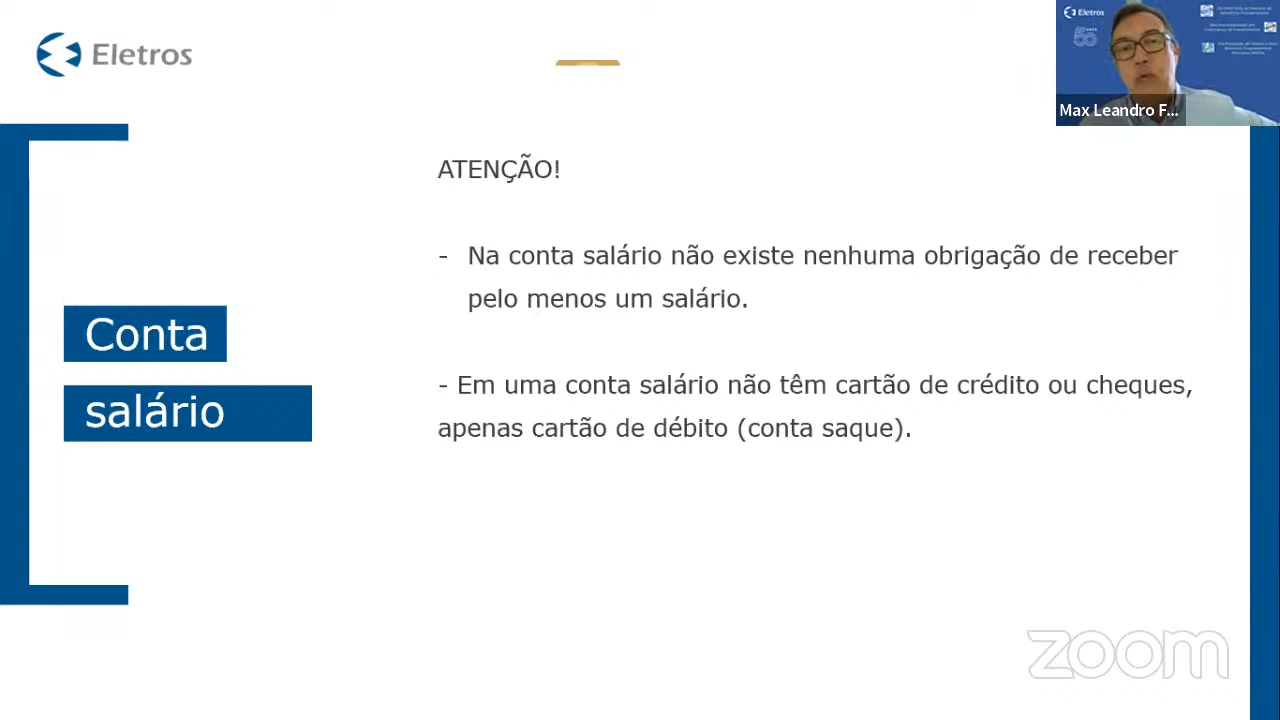 Eletros
Eletros
Max Leandro F...
ATENÇÃO!
- Na conta salário não existe nenhuma obrigação de receber
pelo menos um salário.
Conta
salário
- Em uma conta salário não têm cartão de crédito ou cheques,
apenas cartão de débito (conta saque).
zoom